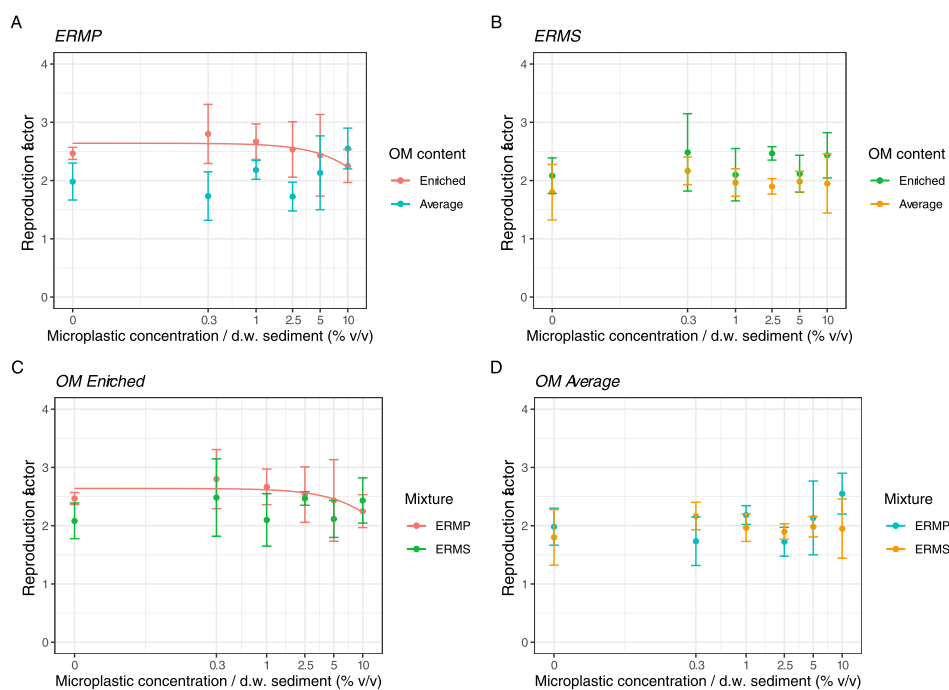 A
ERMP
4
3
2
1
0
Reproduction factor
0 0.3 1 2.5 5 10
Microplastic concentration / d.w. sediment (% v/v)
OM content
Enriched
Average
B
ERMS
4
3
2
1
0
Reproduction factor
0 0.3 1 2.5 5 10
Microplastic concentration / d.w. sediment (% v/v)
OM content
Enriched
Average
C
OM Enriched
4
3
2
1
0
Reproduction factor
0 0.3 1 2.5 5 10
Microplastic concentration / d.w. sediment (% v/v)
Mixture
ERMP
ERMS
D
OM Average
4
3
2
1
0
Reproduction factor
0 0.3 1 2.5 5 10
Microplastic concentration / d.w. sediment (% v/v)
Mixture
ERMP
ERMS